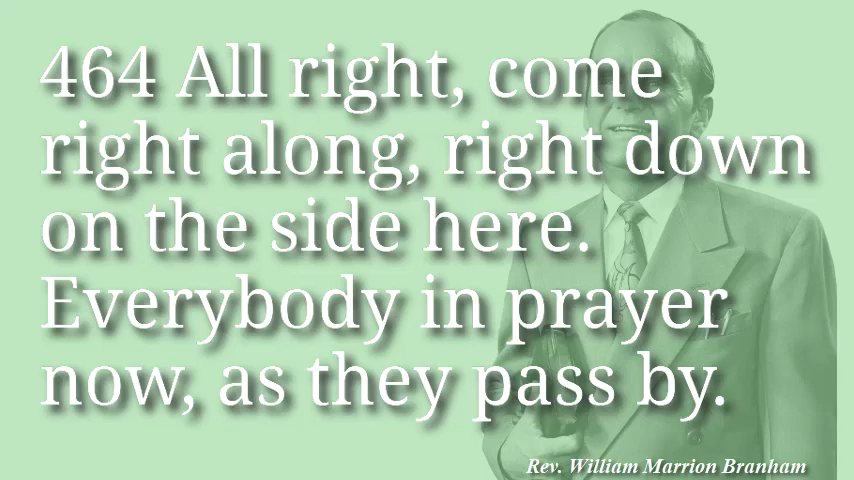 464 All right, come
right along, right down
on the side here.
Everybody in prayer
now, as they pass by.
Rev. William Marrion Branham